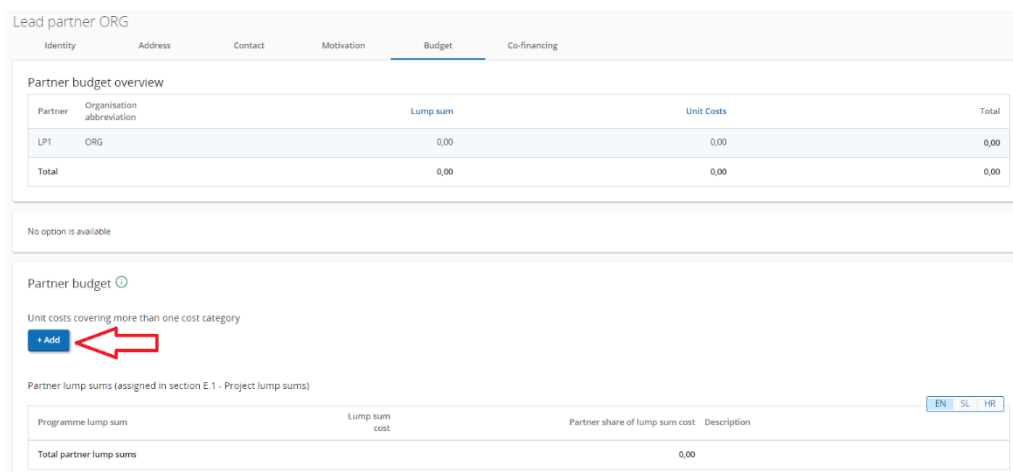 Lead partner ORG
Identity Address Contact Motivation Budget Co-financing
Partner budget overview
Partner Organisation abbreviation Lump sum Unit Costs Total
LP1 ORG 0,00 0,00 0,00
Total 0,00 0,00 0,00
No option is available
Partner budget
Unit costs covering more than one cost category
+ Add
Partner lump sums (assigned in section E.1 - Project lump sums)
EN SL HR
Programme lump sum Lump sum cost Partner share of lump sum cost Description
Total partner lump sums 0,00